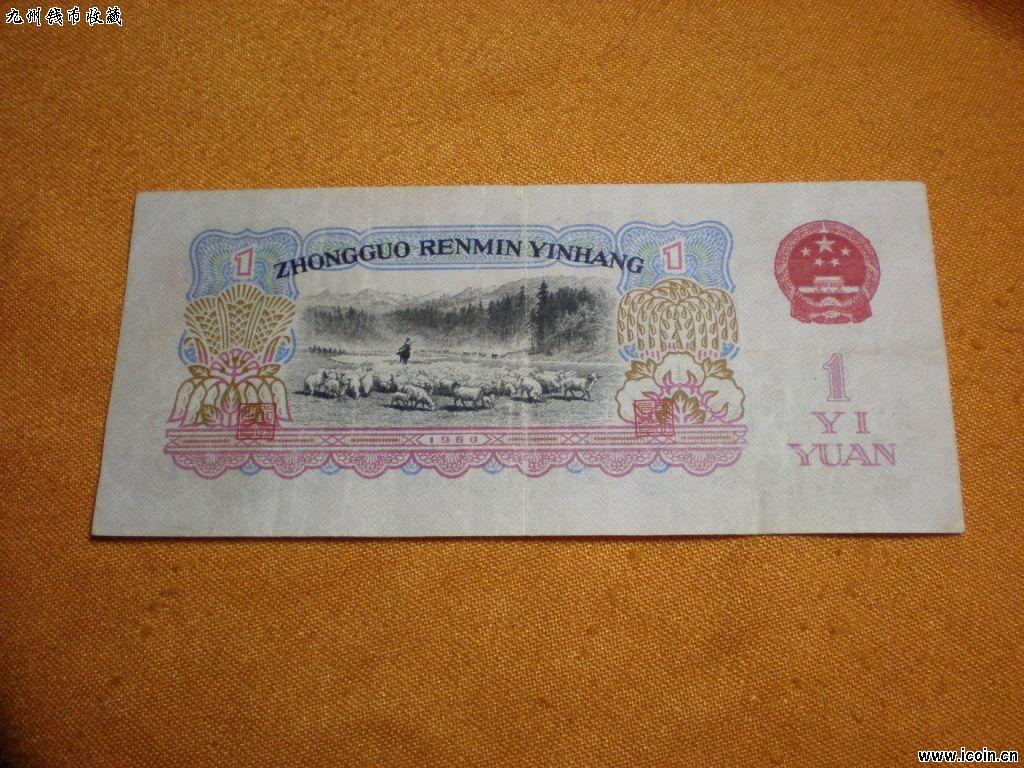 九州钱币收藏
1
ZHONGGUO RENMIN YINHANG
1
1960
1
YI
YUAN
www.icoin.cn